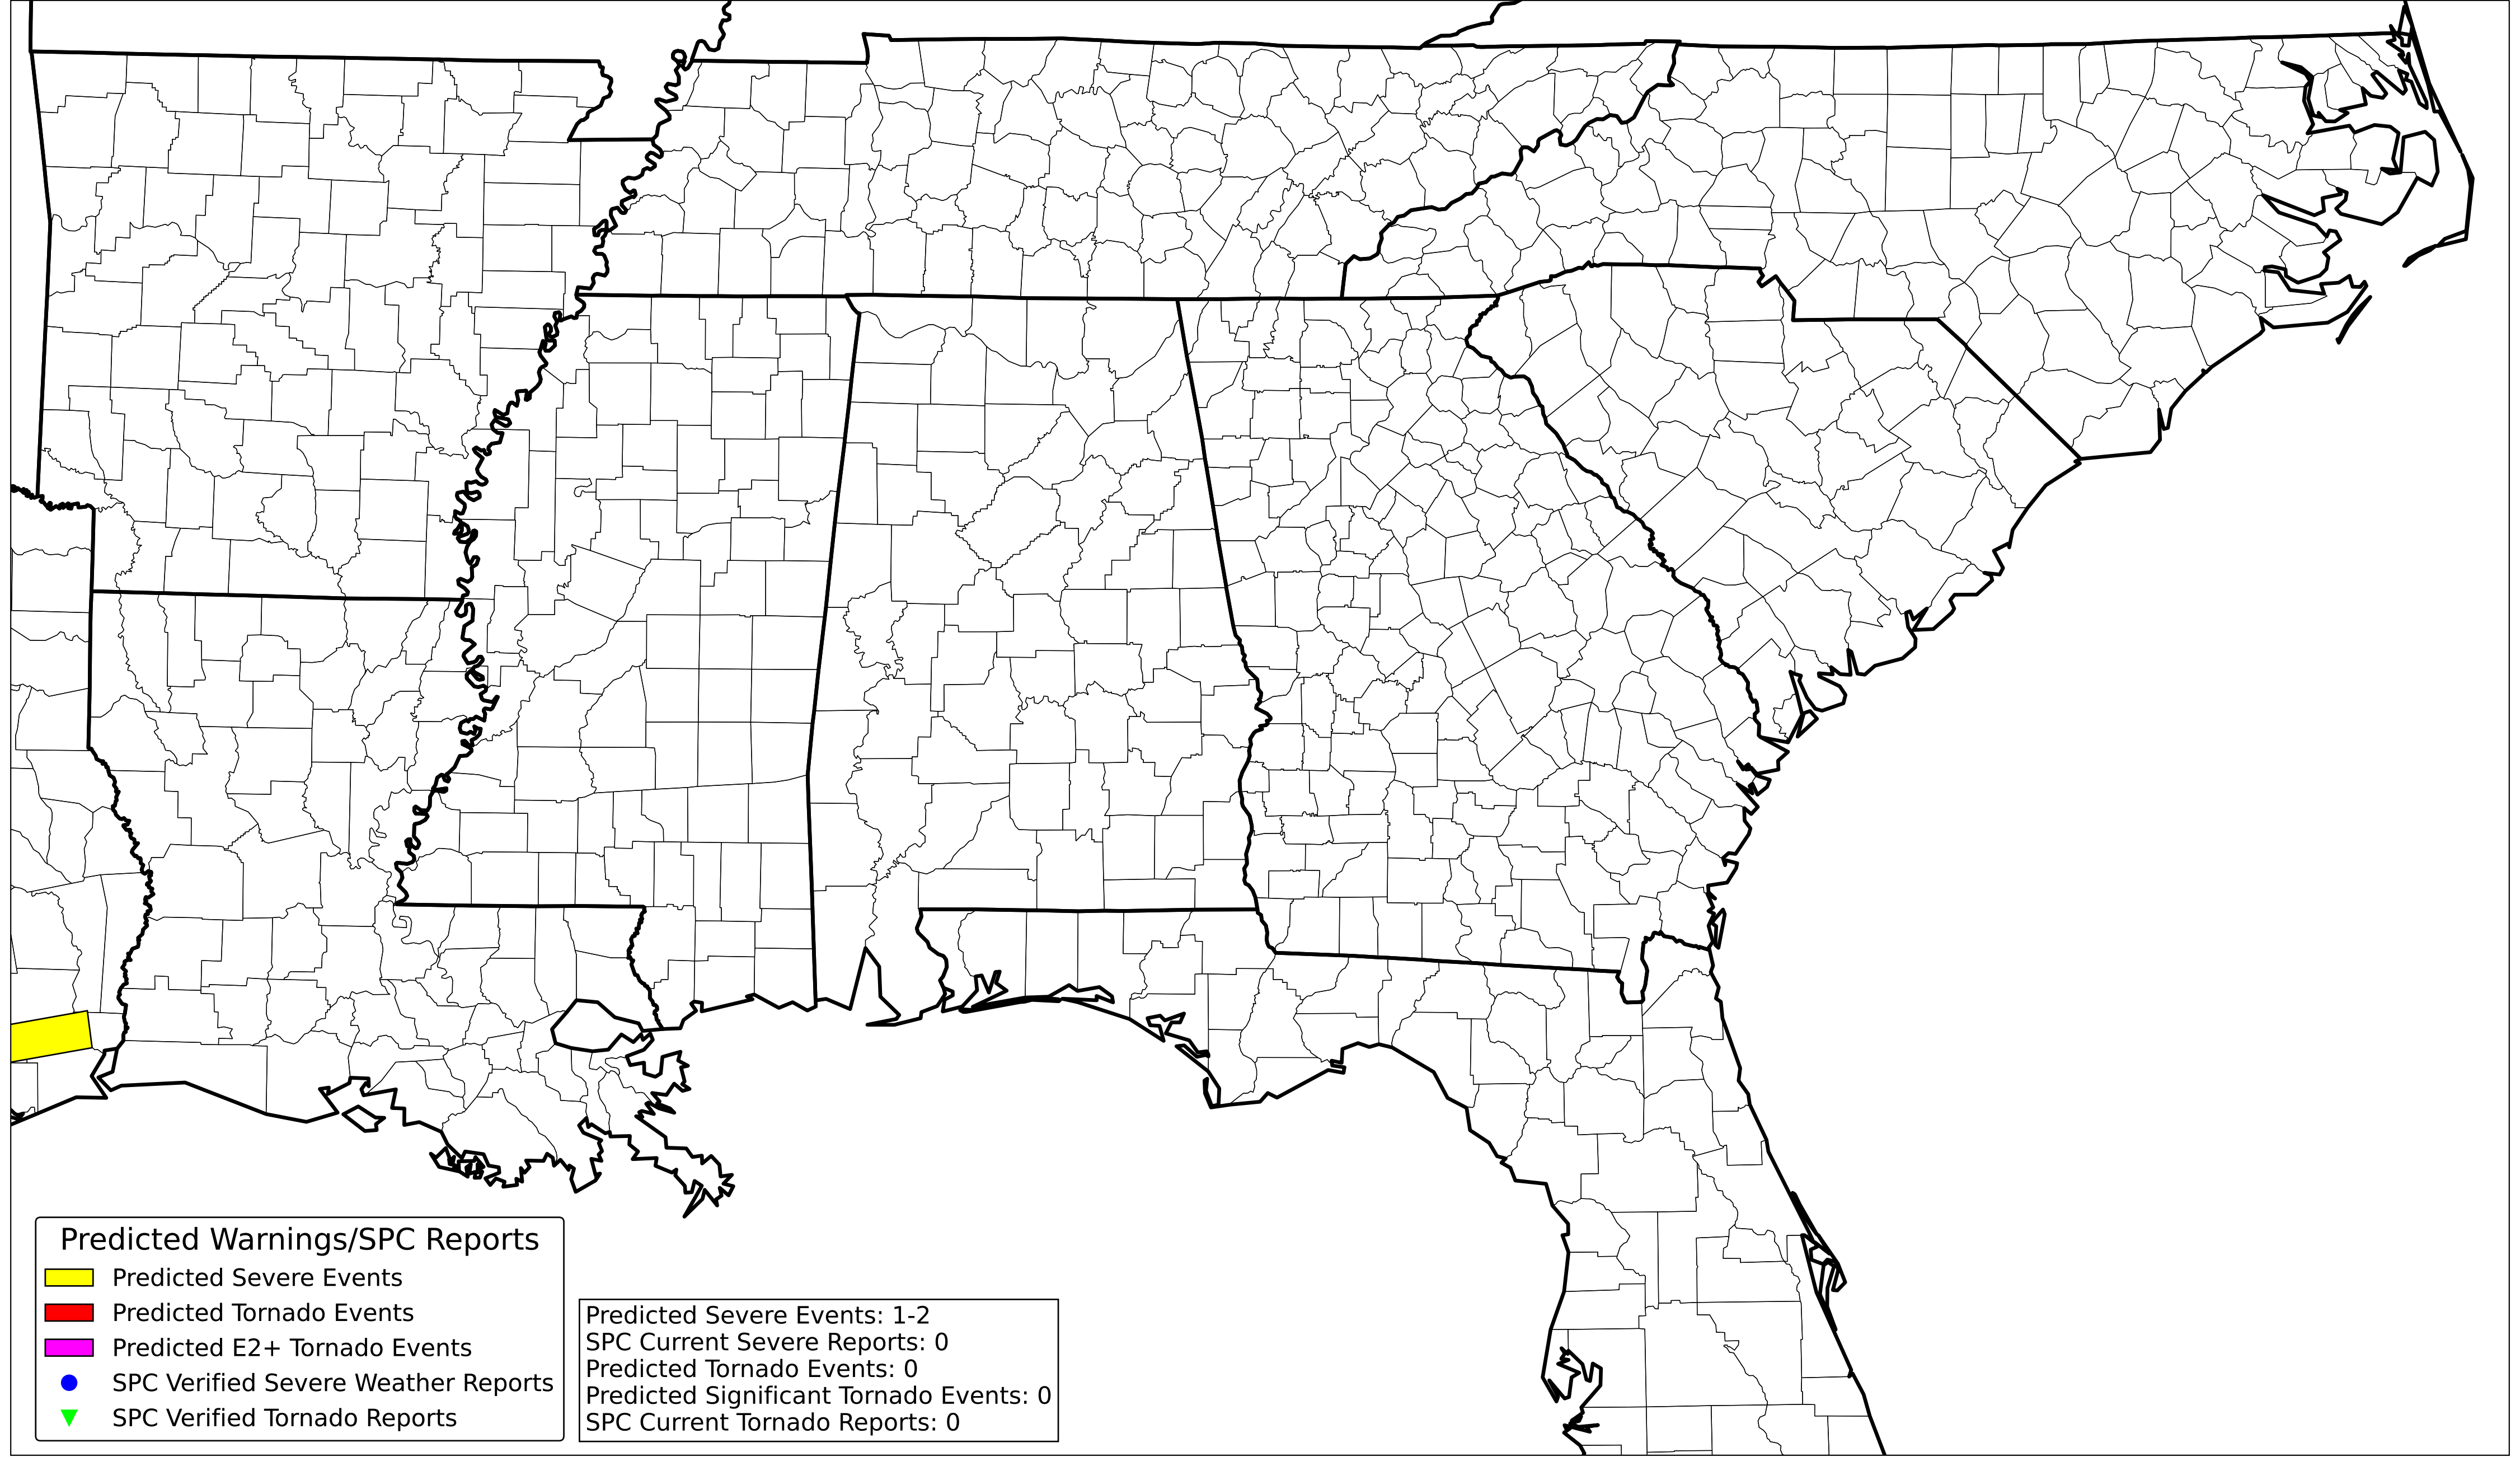 Predicted Warnings/SPC Reports
Predicted Severe Events
Predicted Tornado Events
Predicted E2+ Tornado Events
SPC Verified Severe Weather Reports
SPC Verified Tornado Reports
Predicted Severe Events: 1-2
SPC Current Severe Reports: 0
Predicted Tornado Events: 0
Predicted Significant Tornado Events: 0
SPC Current Tornado Reports: 0